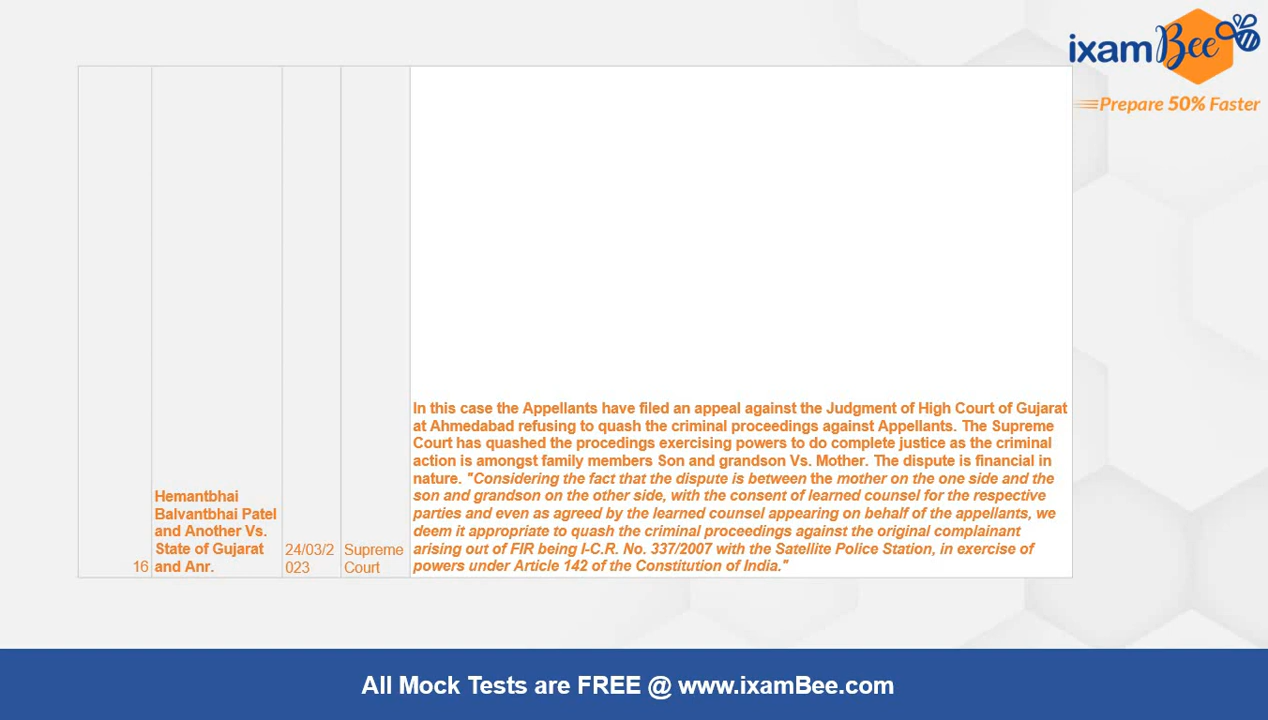 ixamBee
Prepare 50% Faster
In this case the Appellants have filed an appeal against the Judgment of High Court of Gujarat
at Ahmedabad refusing to quash the criminal proceedings against Appellants. The Supreme
Court has quashed the procedings exercising powers to do complete justice as the criminal
action is amongst family members Son and grandson Vs. Mother. The dispute is financial in
nature. "Considering the fact that the dispute is between the mother on the one side and the
son and grandson on the other side, with the consent of learned counsel for the respective
parties and even as agreed by the learned counsel appearing on behalf of the appellants, we
deem it appropriate to quash the criminal proceedings against the original complainant
arising out of FIR being I-C.R. No. 337/2007 with the Satellite Police Station, in exercise of
powers under Article 142 of the Constitution of India."
16
Hemantbhai
Balvantbhai Patel
and Another Vs.
State of Gujarat
and Anr.
24/03/2
023
Supreme
Court
All Mock Tests are FREE @ www.ixamBee.com